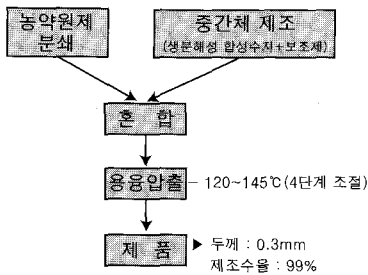 농약원제
분쇄
중간체 제조
(생분해성 합성수지+보조제)
혼 합
용융압출
– 120~145℃(4단계 조절)
제 품
▶ 두께 : 0.3mm
제조수율 : 99%